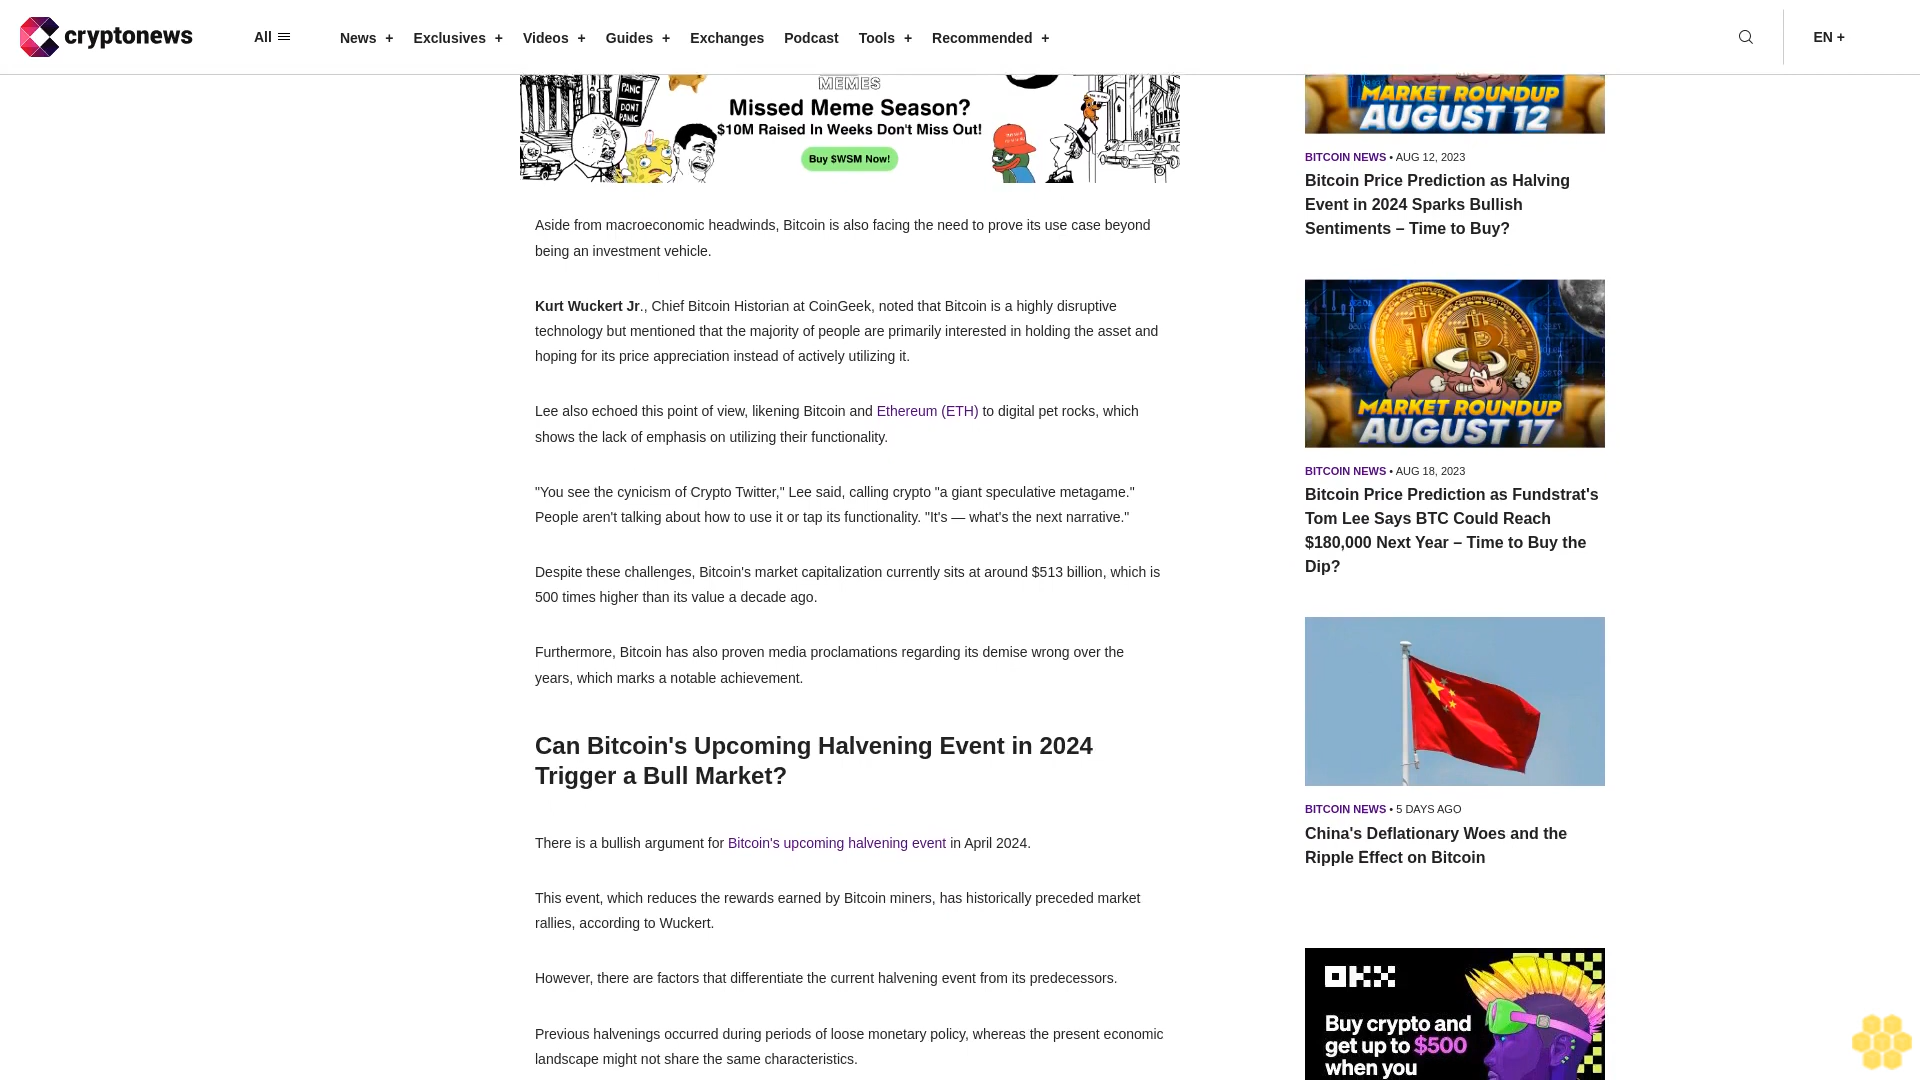 cryptonews
All
News +
Exclusives +
Videos +
Guides +
Exchanges
Podcast
Tools +
Recommended +
EN +
PANIC
DON'T
PANIC
MEMES
Missed Meme Season?
$10M Raised In Weeks Don't Miss Out!
Buy $WSM Now!
Aside from macroeconomic headwinds, Bitcoin is also facing the need to prove its use case beyond
being an investment vehicle.
Kurt Wuckert Jr., Chief Bitcoin Historian at CoinGeek, noted that Bitcoin is a highly disruptive
technology but mentioned that the majority of people are primarily interested in holding the asset and
hoping for its price appreciation instead of actively utilizing it.
Lee also echoed this point of view, likening Bitcoin and Ethereum (ETH) to digital pet rocks, which
shows the lack of emphasis on utilizing their functionality.
"You see the cynicism of Crypto Twitter," Lee said, calling crypto "a giant speculative metagame."
People aren't talking about how to use it or tap its functionality. "It's — what's the next narrative."
Despite these challenges, Bitcoin's market capitalization currently sits at around $513 billion, which is
500 times higher than its value a decade ago.
Furthermore, Bitcoin has also proven media proclamations regarding its demise wrong over the
years, which marks a notable achievement.
Can Bitcoin's Upcoming Halvening Event in 2024
Trigger a Bull Market?
There is a bullish argument for Bitcoin's upcoming halvening event in April 2024.
This event, which reduces the rewards earned by Bitcoin miners, has historically preceded market
rallies, according to Wuckert.
However, there are factors that differentiate the current halvening event from its predecessors.
Previous halvenings occurred during periods of loose monetary policy, whereas the present economic
landscape might not share the same characteristics.
MARKET ROUNDUP
AUGUST 12
BITCOIN NEWS • AUG 12, 2023
Bitcoin Price Prediction as Halving
Event in 2024 Sparks Bullish
Sentiments – Time to Buy?
MARKET ROUNDUP
AUGUST 17
BITCOIN NEWS • AUG 18, 2023
Bitcoin Price Prediction as Fundstrat's
Tom Lee Says BTC Could Reach
$180,000 Next Year – Time to Buy the
Dip?
BITCOIN NEWS • 5 DAYS AGO
China's Deflationary Woes and the
Ripple Effect on Bitcoin
OKX
Buy crypto and
get up to $500
when you